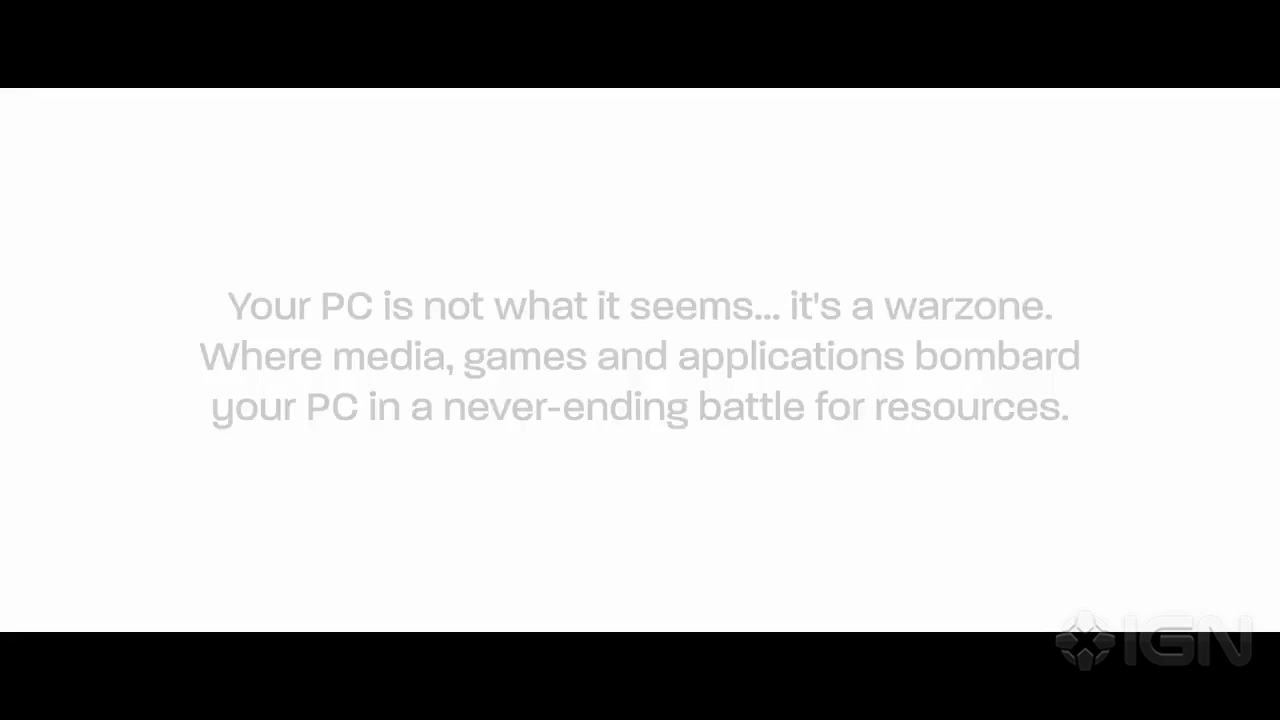 Your PC is not what it seems... it's a warzone.
Where media, games and applications bombard
your PC in a never-ending battle for resources.
IGN